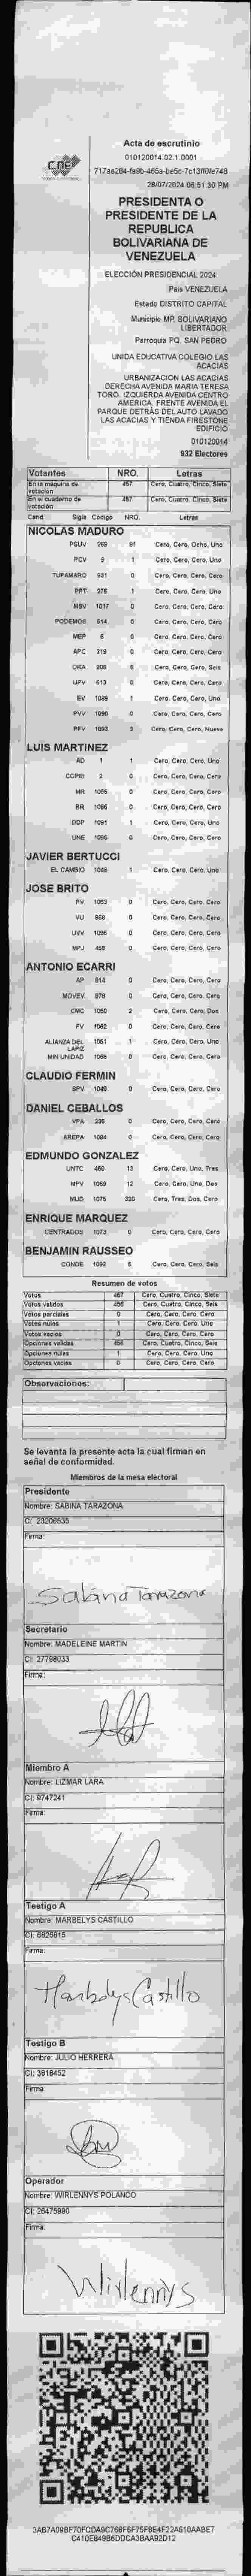 CNE
Acta de escrutinio
010120014.02.1.0001
28/07/2024 06:51:30 PM
PRESIDENTA O
PRESIDENTE DE LA
REPUBLICA
BOLIVARIANA DE
VENEZUELA
ELECCIÓN PRESIDENCIAL 2024
País VENEZUELA
Estado DISTRITO CAPITAL
Municipio MP. BOLIVARIANO
LIBERTADOR
Parroquia PQ. SAN PEDRO
UNIDA EDUCATIVA COLEGIO LAS
ACACIAS
URBANIZACION LAS ACACIAS
DERECHA AVENIDA MARIA TERESA
TORO. IZQUIERDA AVENIDA CENTRO
AMERICA. FRENTE AVENIDA EL
PARQUE DETRÁS DEL AUTO LAVADO
LAS ACACIAS Y TIENDA FIRESTONE
EDIFICIO
010120014
932 Electores
Votantes NRO. Letras
En la máquina de votación 457 Cero, Cuatro, Cinco, Siete
En el cuaderno de votación 457 Cero, Cuatro, Cinco, Siete
Cand Sigla Código NRO. Letras
NICOLAS MADURO
PSUV 269 81 Cero, Cero, Ocho, Uno
PCV 1 Cero, Cero, Cero, Uno
TUPAMARO 931 0 Cero, Cero, Cero, Cero
PPT 275 1 Cero, Cero, Cero, Uno
MSV 1017 0 Cero, Cero, Cero, Cero
PODEMOS 614 0 Cero, Cero, Cero, Cero
MEP 6 0 Cero, Cero, Cero, Cero
APC 219 0 Cero, Cero, Cero, Cero
ORA 906 6 Cero, Cero, Cero, Seis
UPV 613 0 Cero, Cero, Cero, Cero
EV 1089 1 Cero, Cero, Cero, Uno
PVV 1090 0 Cero, Cero, Cero, Cero
PFV 1093 9 Cero, Cero, Cero, Nueve
LUIS MARTINEZ
AD 1 1 Cero, Cero, Cero, Uno
COPEI 2 0 Cero, Cero, Cero, Cero
MR 1065 0 Cero, Cero, Cero, Cero
BR 1086 0 Cero, Cero, Cero, Cero
DDP 1091 1 Cero, Cero, Cero, Uno
UNE 1095 0 Cero, Cero, Cero, Cero
JAVIER BERTUCCI
EL CAMBIO 1048 1 Cero, Cero, Cero, Uno
JOSE BRITO
PV 1053 0 Cero, Cero, Cero, Cero
VU 868 0 Cero, Cero, Cero, Cero
UVV 1096 0 Cero, Cero, Cero, Cero
MPJ 458 0 Cero, Cero, Cero, Cero
ANTONIO ECARRI
AP 914 0 Cero, Cero, Cero, Cero
MOVEV 878 0 Cero, Cero, Cero, Cero
CMC 1050 2 Cero, Cero, Cero, Dos
FV 1062 0 Cero, Cero, Cero, Cero
ALIANZA DEL LÁPIZ 1051 1 Cero, Cero, Cero, Uno
MIN UNIDAD 1068 0 Cero, Cero, Cero, Cero
CLAUDIO FERMIN
SPV 1049 0 Cero, Cero, Cero, Cero
DANIEL CEBALLOS
VPA 236 0 Cero, Cero, Cero, Cero
AREPA 1094 0 Cero, Cero, Cero, Cero
EDMUNDO GONZALEZ
UNTC 460 13 Cero, Cero, Uno, Tres
MPV 1069 12 Cero, Cero, Uno, Dos
MUD 1075 320 Cero, Tres, Dos, Cero
ENRIQUE MARQUEZ
CENTRADOS 1073 0 Cero, Cero, Cero, Cero
BENJAMIN RAUSSEO
CONDE 1092 6 Cero, Cero, Cero, Seis
Resumen de votos
Votos 457 Cero, Cuatro, Cinco, Siete
Votos válidos 456 Cero, Cuatro, Cinco, Seis
Votos parciales 0 Cero, Cero, Cero, Cero
Votos nulos 1 Cero, Cero, Cero, Uno
Votos vacíos 0 Cero, Cero, Cero, Cero
Opciones válidas 456 Cero, Cuatro, Cinco, Seis
Opciones nulas 1 Cero, Cero, Cero, Uno
Opciones vacías 0 Cero, Cero, Cero, Cero
Observaciones:
Se levanta la presente acta la cual firman en
señal de conformidad.
Miembros de la mesa electoral
Presidente
Nombre: SABINA TARAZONA
CI: 23206535
Firma:
Sabina Tarazona
Secretario
Nombre: MADELEINE MARTIN
CI: 27798033
Firma:
Miembro A
Nombre: LIZMAR LARA
CI: 9747241
Firma:
Testigo A
Nombre: MARBELYS CASTILLO
CI: 6626815
Firma:
Marbelys Castillo
Testigo B
Nombre: JULIO HERRERA
CI: 3818452
Firma:
Operador
Nombre: WIRLENNYS POLANCO
CI: 26475990
Firma:
Wirlennys